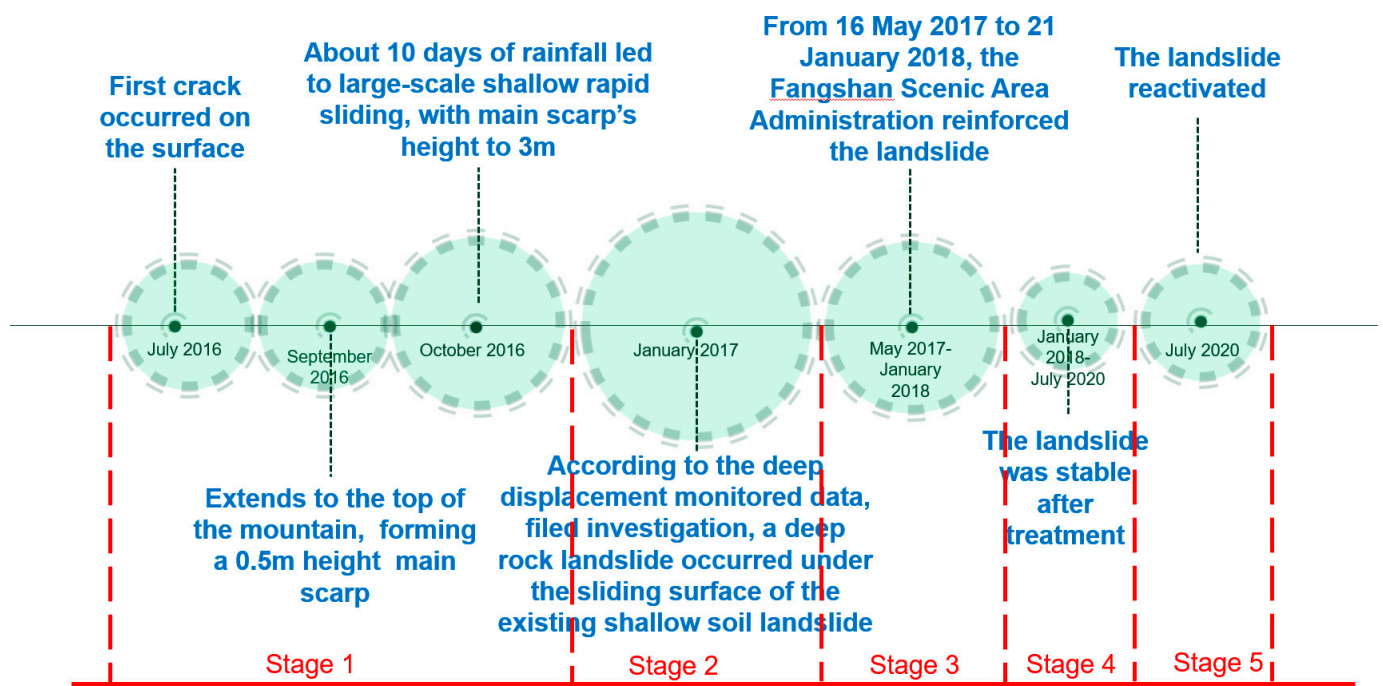 First crack
occurred on
the surface
About 10 days of rainfall led
to large-scale shallow rapid
sliding, with main scarp's
height to 3m
From 16 May 2017 to 21
January 2018, the
Fangshan Scenic Area
Administration reinforced
the landslide
The landslide
reactivated
July 2016
September
2016
October 2016
January 2017
May 2017-
January
2018
January
2018-
July 2020
July 2020
Extends to the top of
the mountain, forming
a 0.5m height main
scarp
According to the deep
displacement monitored data,
filed investigation, a deep
rock landslide occurred under
the sliding surface of the
existing shallow soil landslide
The landslide
was stable
after
treatment
Stage 1
Stage 2
Stage 3
Stage 4
Stage 5